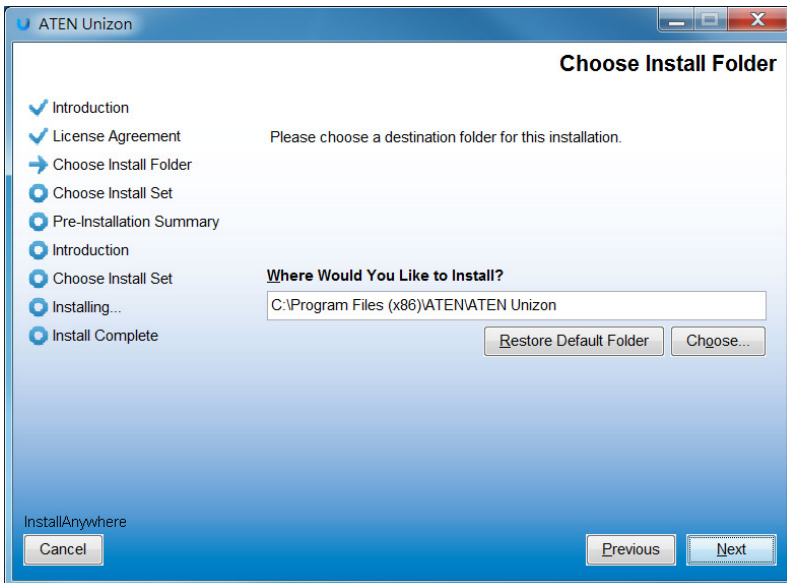 ATEN Unizon
Choose Install Folder
Introduction
License Agreement
Choose Install Folder
Choose Install Set
Pre-Installation Summary
Introduction
Choose Install Set
Installing...
Install Complete
Please choose a destination folder for this installation.
Where Would You Like to Install?
C:\Program Files (x86)\ATEN\ATEN Unizon
Restore Default Folder
Choose...
InstallAnywhere
Cancel
Previous
Next